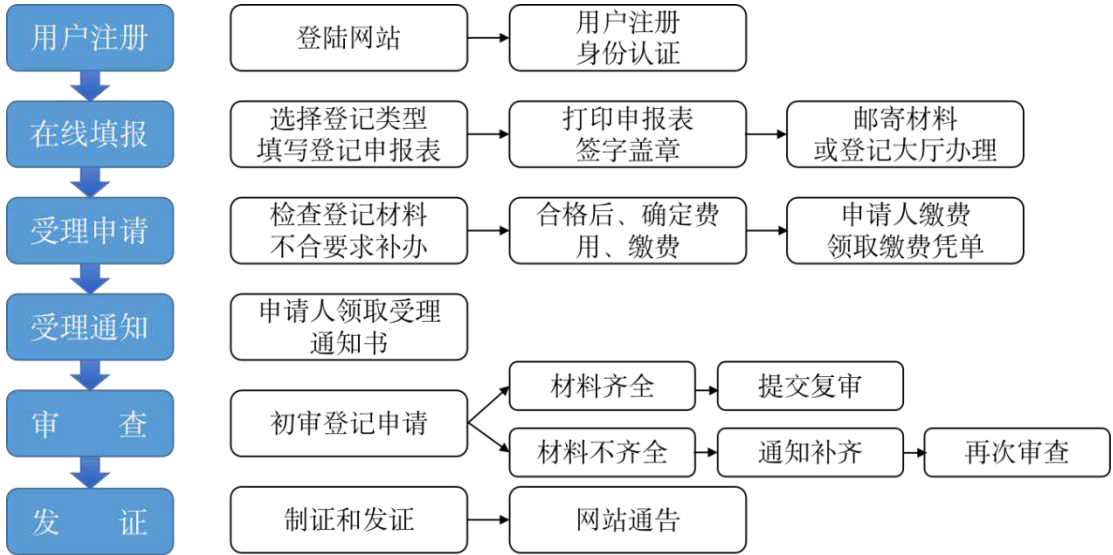 用户注册
登陆网站
用户注册
身份认证
在线填报
选择登记类型
填写登记申报表
打印申报表
签字盖章
邮寄材料
或登记大厅办理
受理申请
检查登记材料
不合要求补办
合格后、确定费
用、缴费
申请人缴费
领取缴费凭单
受理通知
申请人领取受理
通知书
审 查
初审登记申请
材料齐全
提交复审
材料不齐全
通知补齐
再次审查
发 证
制证和发证
网站通告